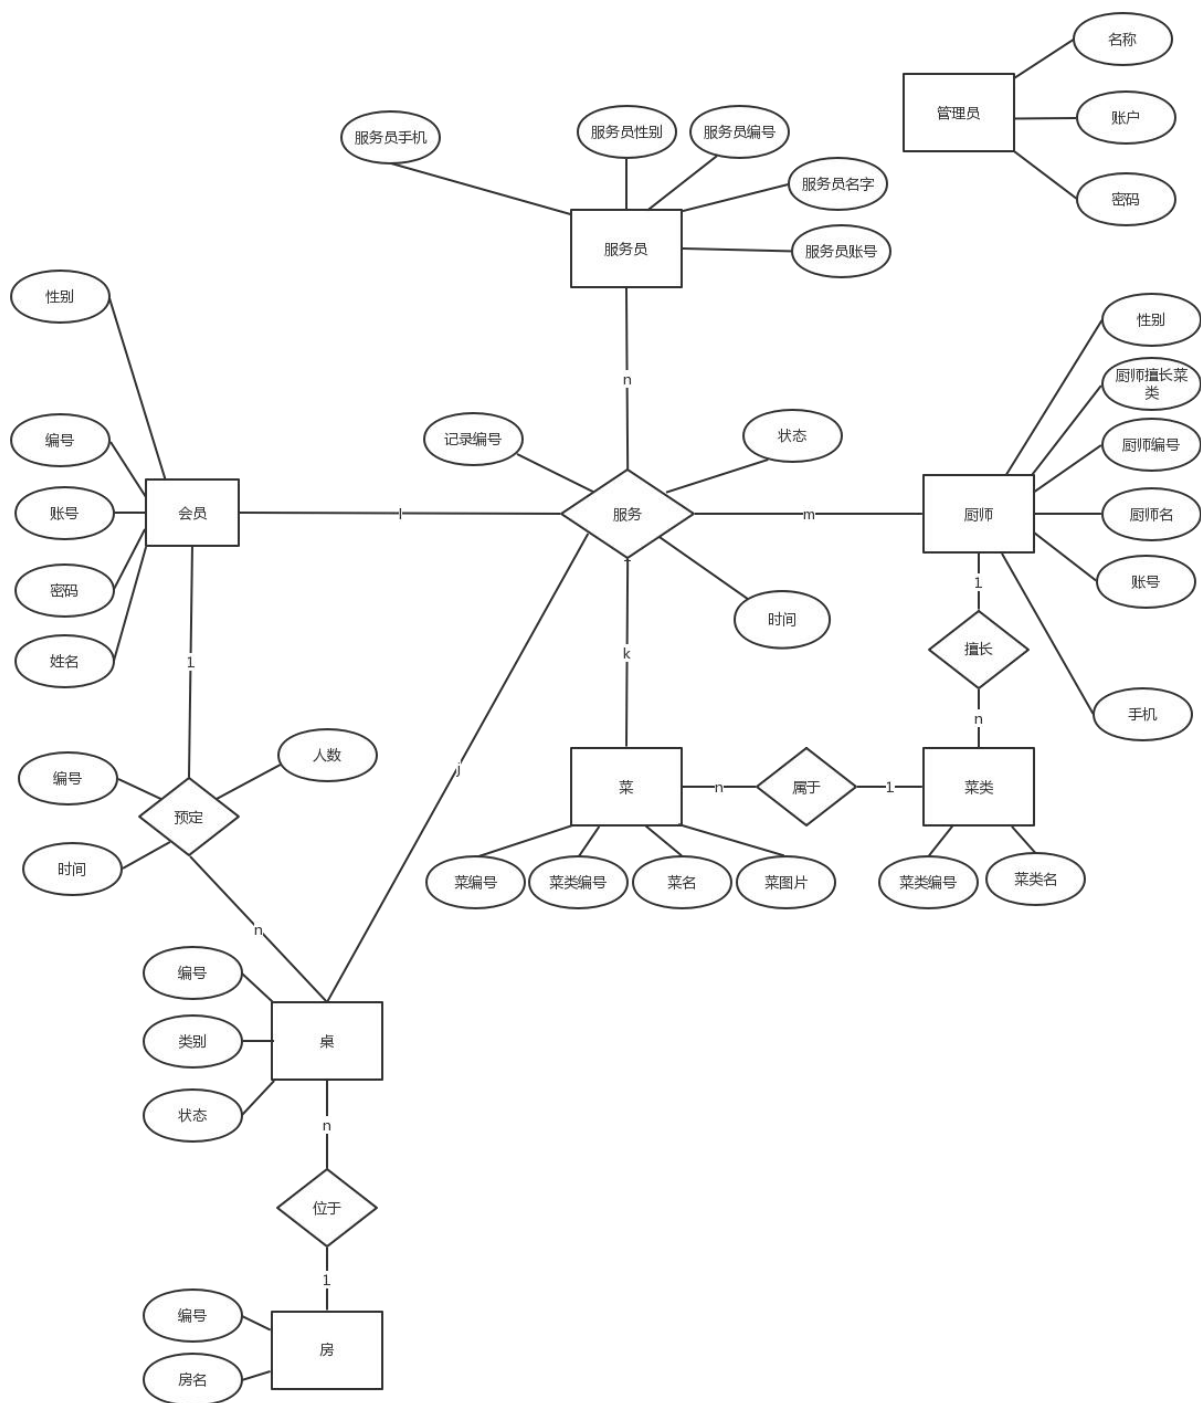 名称
管理员
账户
密码
服务员手机
服务员性别
服务员编号
服务员名字
服务员
服务员账号
性别
n
性别
厨师擅长菜
类
编号
记录编号
状态
厨师编号
账号
会员
l
服务
m
厨师
厨师名
密码
时间
1
账号
姓名
1
k
擅长
n
手机
编号
人数
j
菜
n
属于
1
菜类
预定
时间
菜编号
菜类编号
菜名
菜图片
菜类编号
菜类名
n
编号
类别
桌
状态
n
位于
1
编号
房
房名